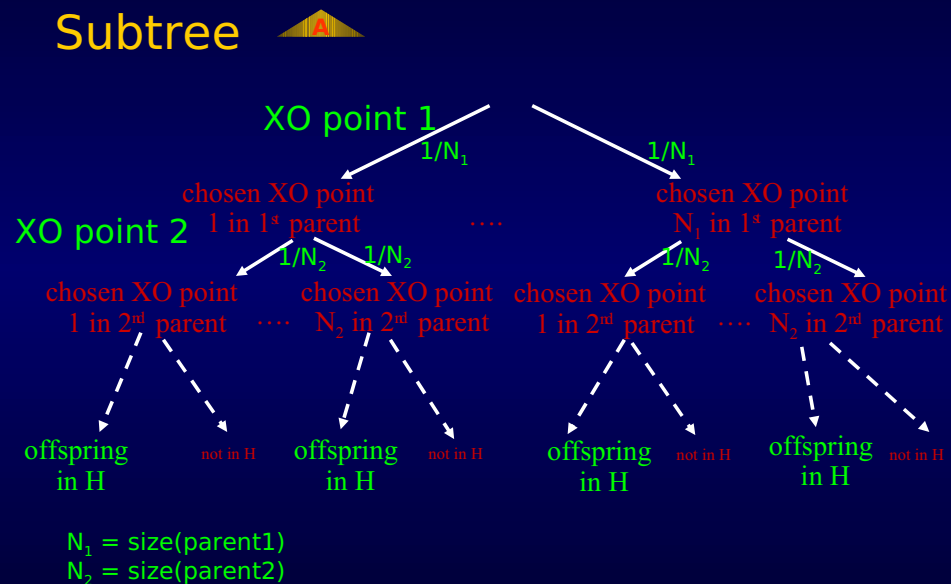 Subtree A
XO point 1
1/N₁ 1/N₁
chosen XO point chosen XO point
1 in 1ˢᵗ parent .... N₁ in 1ˢᵗ parent
XO point 2
1/N₂ 1/N₂ 1/N₂ 1/N₂
chosen XO point chosen XO point chosen XO point chosen XO point
1 in 2ⁿᵈ parent .... N₂ in 2ⁿᵈ parent 1 in 2ⁿᵈ parent .... N₂ in 2ⁿᵈ parent
offspring not in H offspring not in H offspring not in H offspring not in H
in H in H in H in H
N₁ = size(parent1)
N₂ = size(parent2)